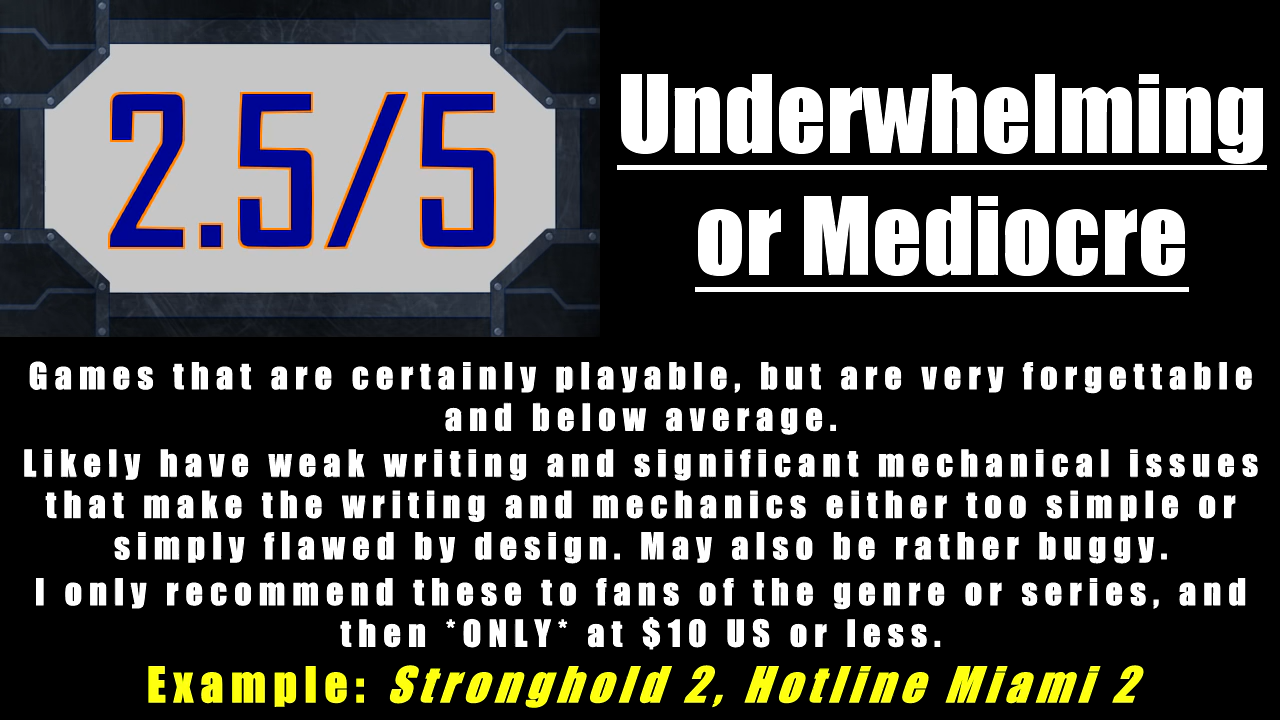 2.5/5
Underwhelming
or Mediocre
Games that are certainly playable, but are very forgettable
and below average.
Likely have weak writing and significant mechanical issues
that make the writing and mechanics either too simple or
simply flawed by design. May also be rather buggy.
I only recommend these to fans of the genre or series, and
then *ONLY* at $10 US or less.
Example: Stronghold 2, Hotline Miami 2